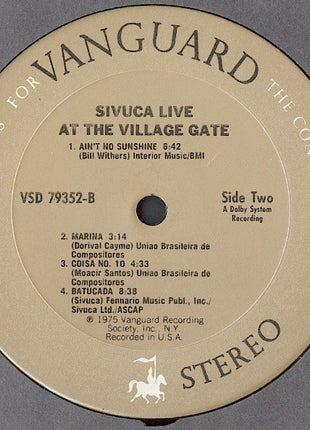 S FOR VANGUARD THE CO
SIVUCA LIVE
AT THE VILLAGE GATE
1. AIN'T NO SUNSHINE 6:42
(Bill Withers) Interior Music/BMI
VSD 79352-B
Side Two
A Dolby System
Recording
2. MARINA 3:14
(Dorival Cayme) Uniao Brasileira de
Compositores
3. COISA NO. 10 4:33
(Moacir Santos) Uniao Brasileira de
Compositores
4. BATUCADA 8:38
(Sivuca) Fennario Music Publ., Inc./
Sivuca Ltd./ASCAP
℗ 1975 Vanguard Recording
Society, Inc., N.Y.
Recorded in U.S.A.
STEREO